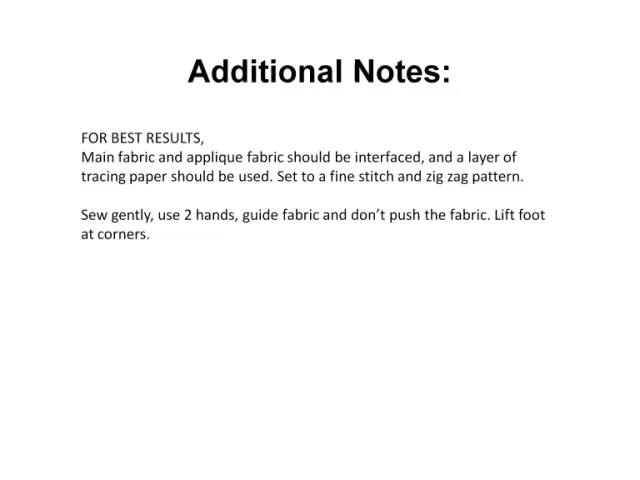 Additional Notes:
FOR BEST RESULTS,
Main fabric and applique fabric should be interfaced, and a layer of
tracing paper should be used. Set to a fine stitch and zig zag pattern.
Sew gently, use 2 hands, guide fabric and don’t push the fabric. Lift foot
at corners.